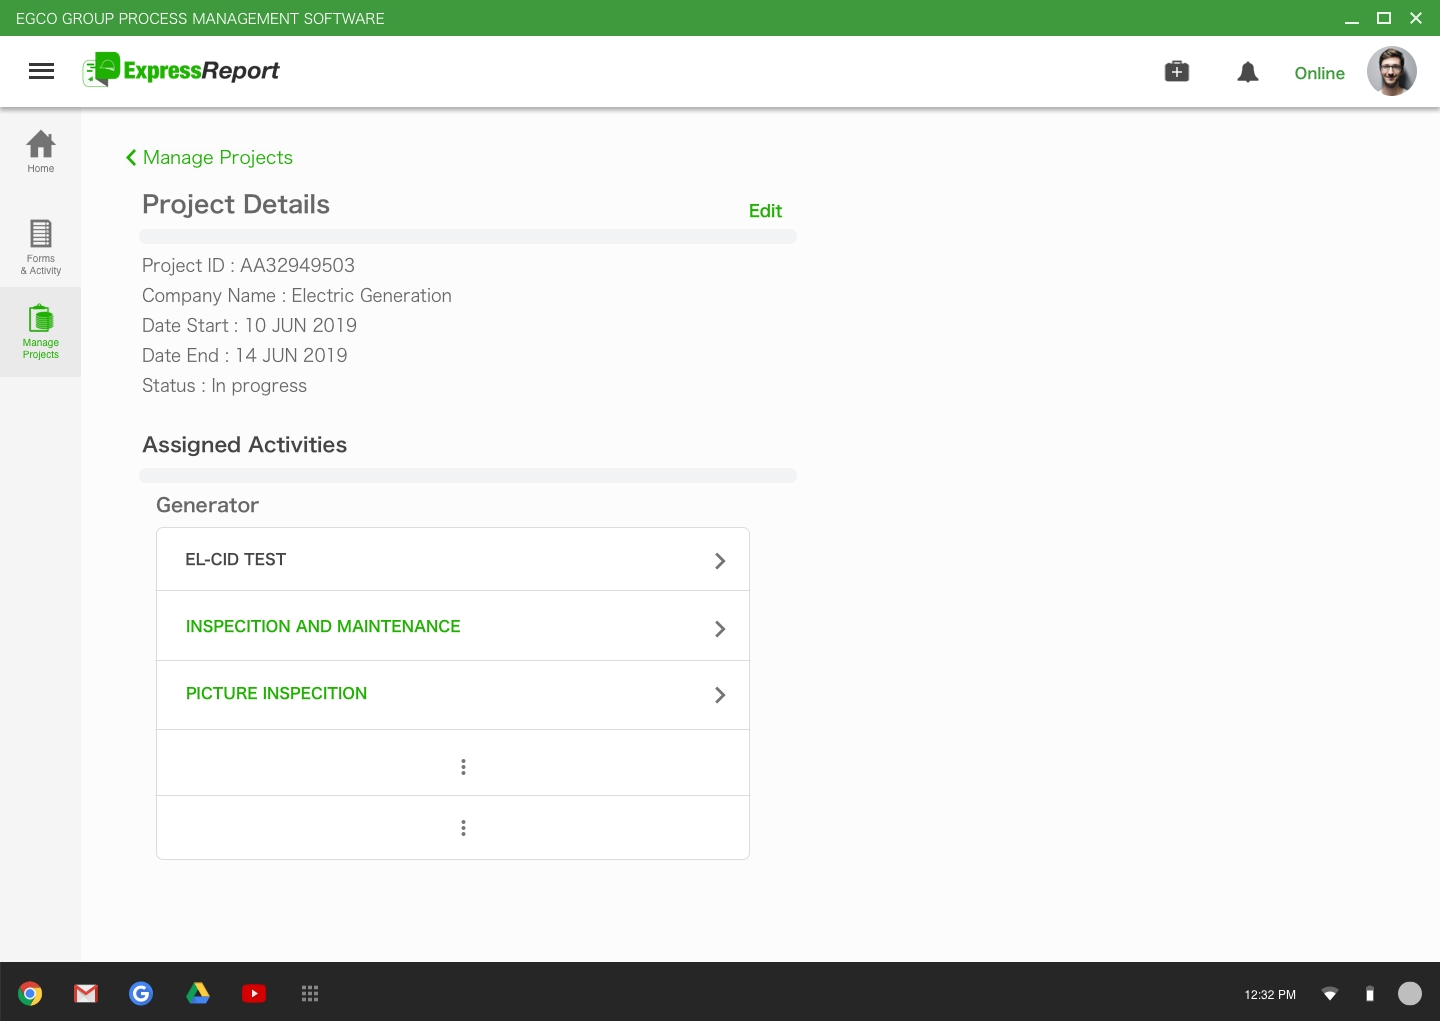 EGCO GROUP PROCESS MANAGEMENT SOFTWARE
ExpressReport
Online
Home
Forms
& Activity
Manage
Projects
Manage Projects
Project Details
Edit
Project ID : AA32949503
Company Name : Electric Generation
Date Start : 10 JUN 2019
Date End : 14 JUN 2019
Status : In progress
Assigned Activities
Generator
EL-CID TEST
INSPECITION AND MAINTENANCE
PICTURE INSPECITION
12:32 PM